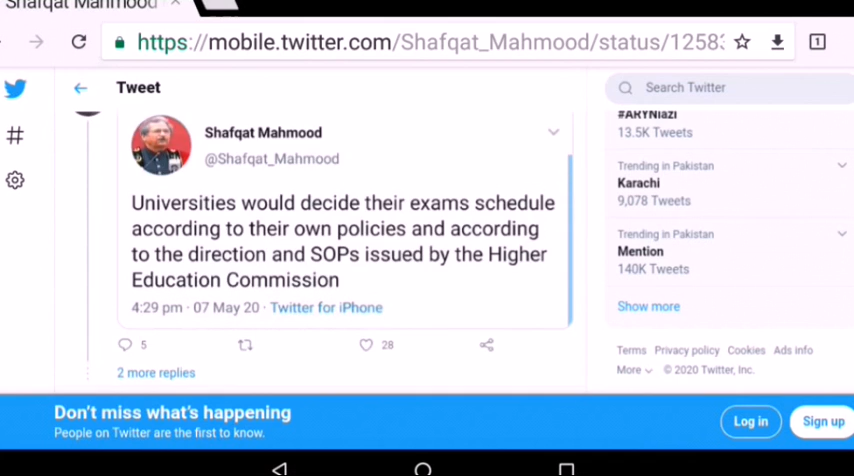 Shafqat Mahmood
https://mobile.twitter.com/Shafqat_Mahmood/status/1258
1
Tweet
Search Twitter
Shafqat Mahmood
@Shafqat_Mahmood
Universities would decide their exams schedule
according to their own policies and according
to the direction and SOPs issued by the Higher
Education Commission
4:29 pm · 07 May 20 · Twitter for iPhone
5
28
2 more replies
#ARYNiazi
13.5K Tweets
Trending in Pakistan
Karachi
9,078 Tweets
Trending in Pakistan
Mention
140K Tweets
Show more
Terms Privacy policy Cookies Ads info
More © 2020 Twitter, Inc.
Don't miss what's happening
People on Twitter are the first to know.
Log in
Sign up